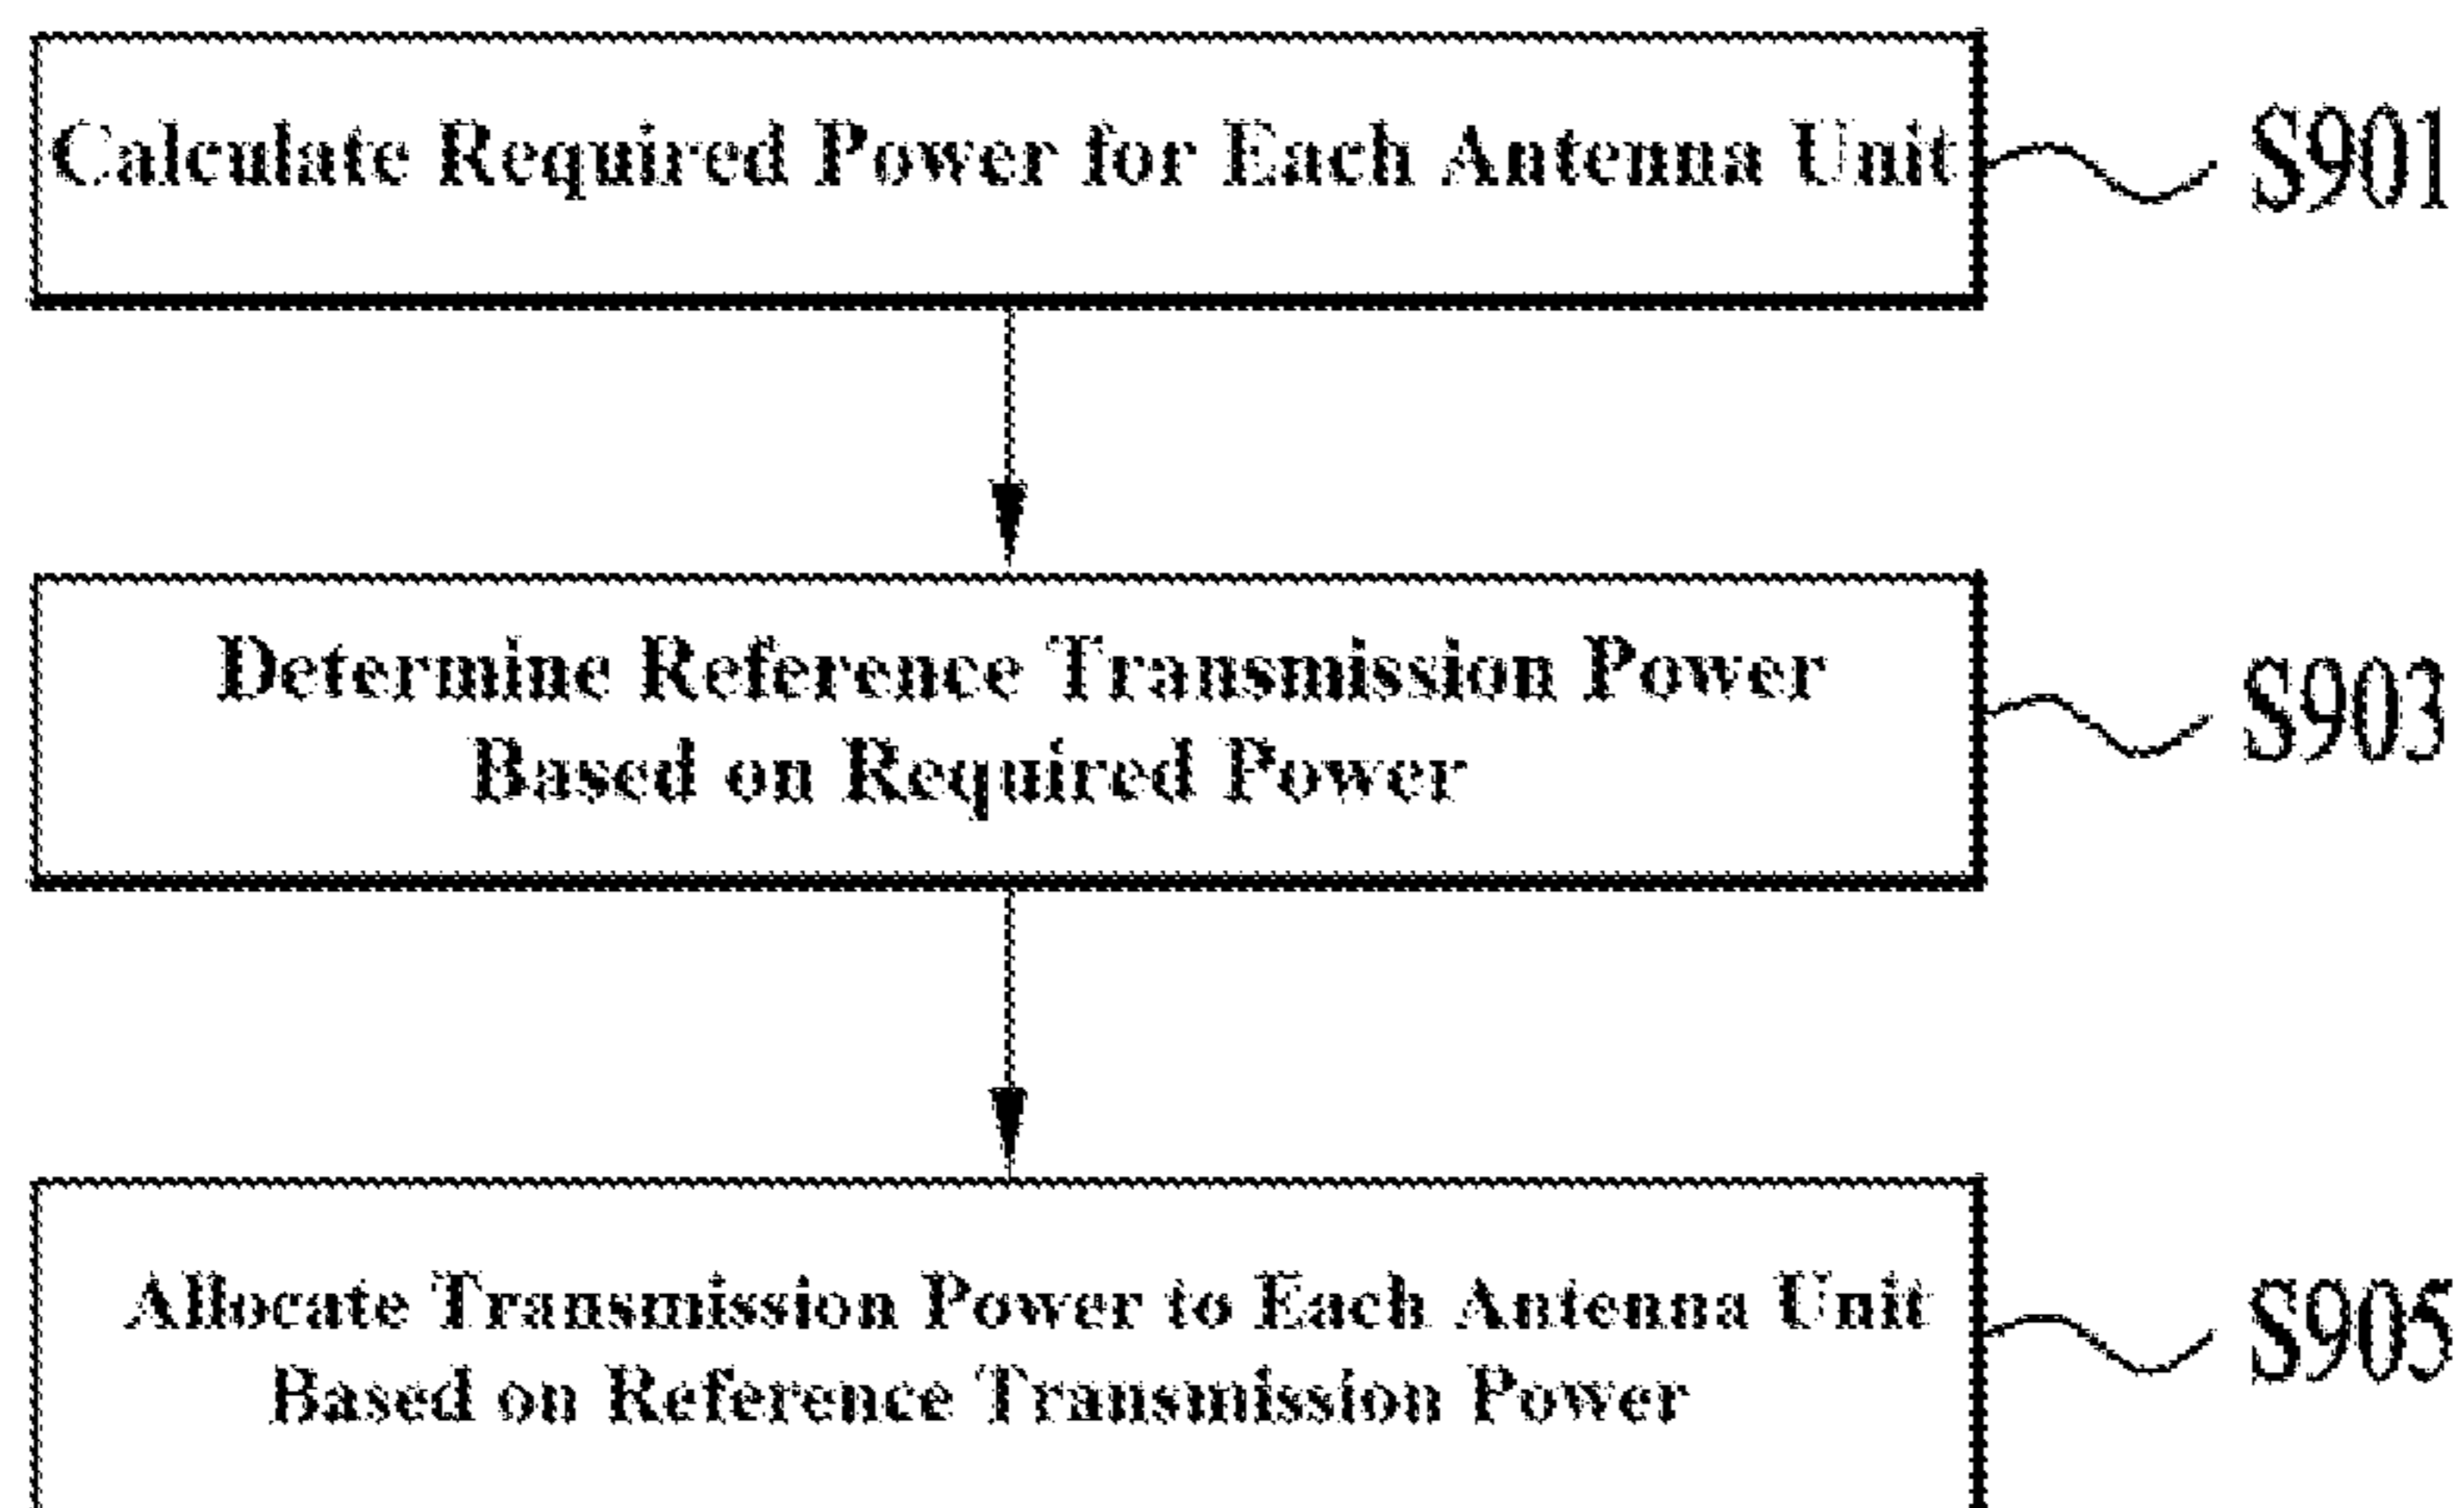 Calculate Required Power for Each Antenna Unit
S901
Determine Reference Transmission Power
Based on Required Power
S903
Allocate Transmission Power to Each Antenna Unit
Based on Reference Transmission Power
S905